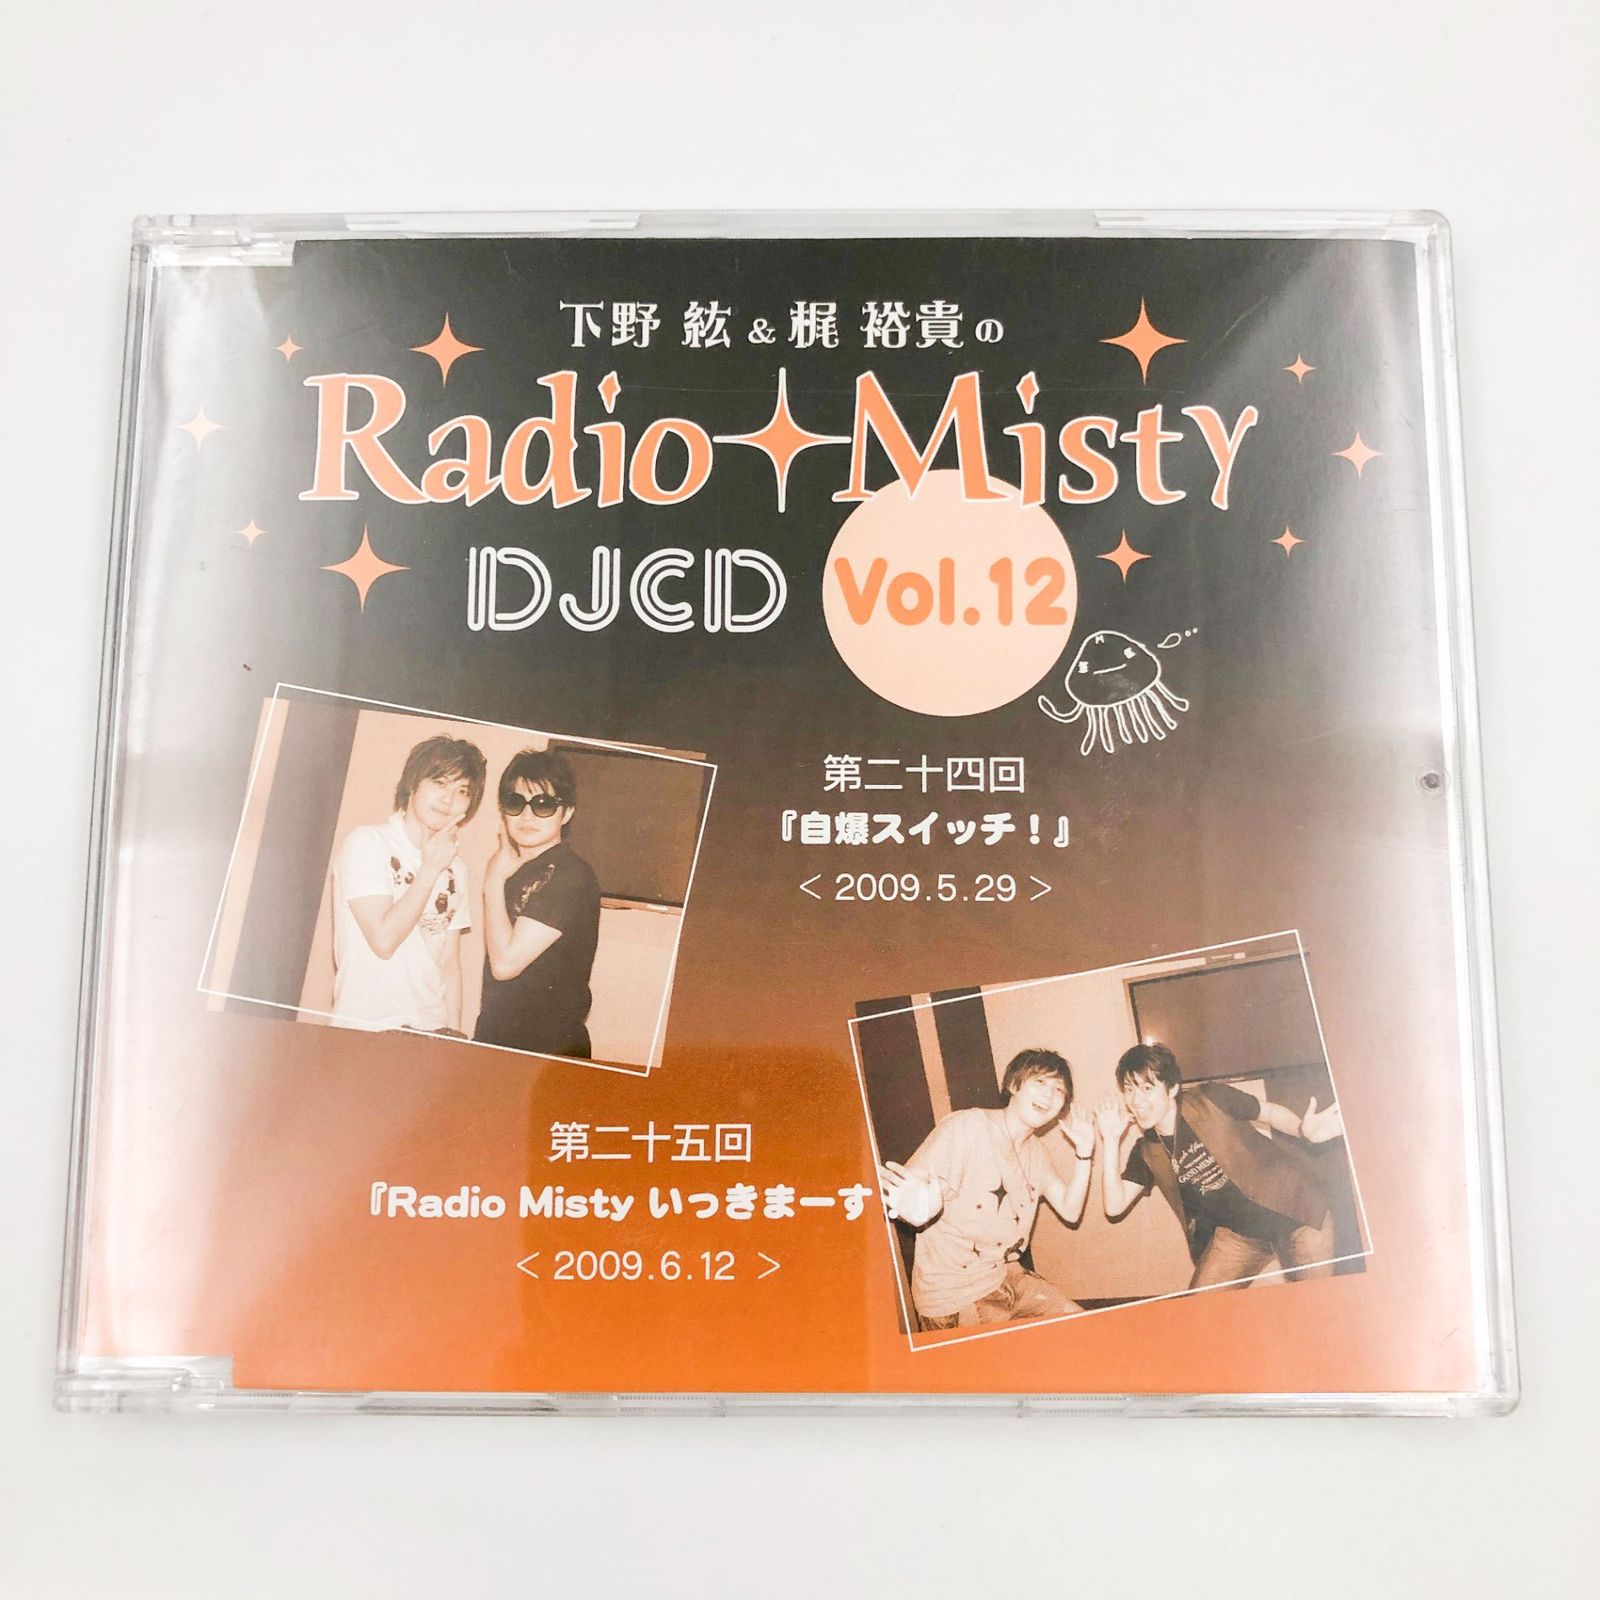 下野 紘&梶 裕貴の
Radio Misty
DJCD Vol.12
第二十四回
『自爆スイッチ!』
< 2009.5.29 >
第二十五回
『Radio Misty いっきまーす!』
< 2009.6.12 >